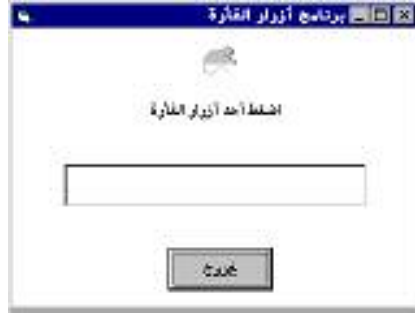 برنامج أزرار الفأرة
اضغط أحد أزرار الفأرة
خروج